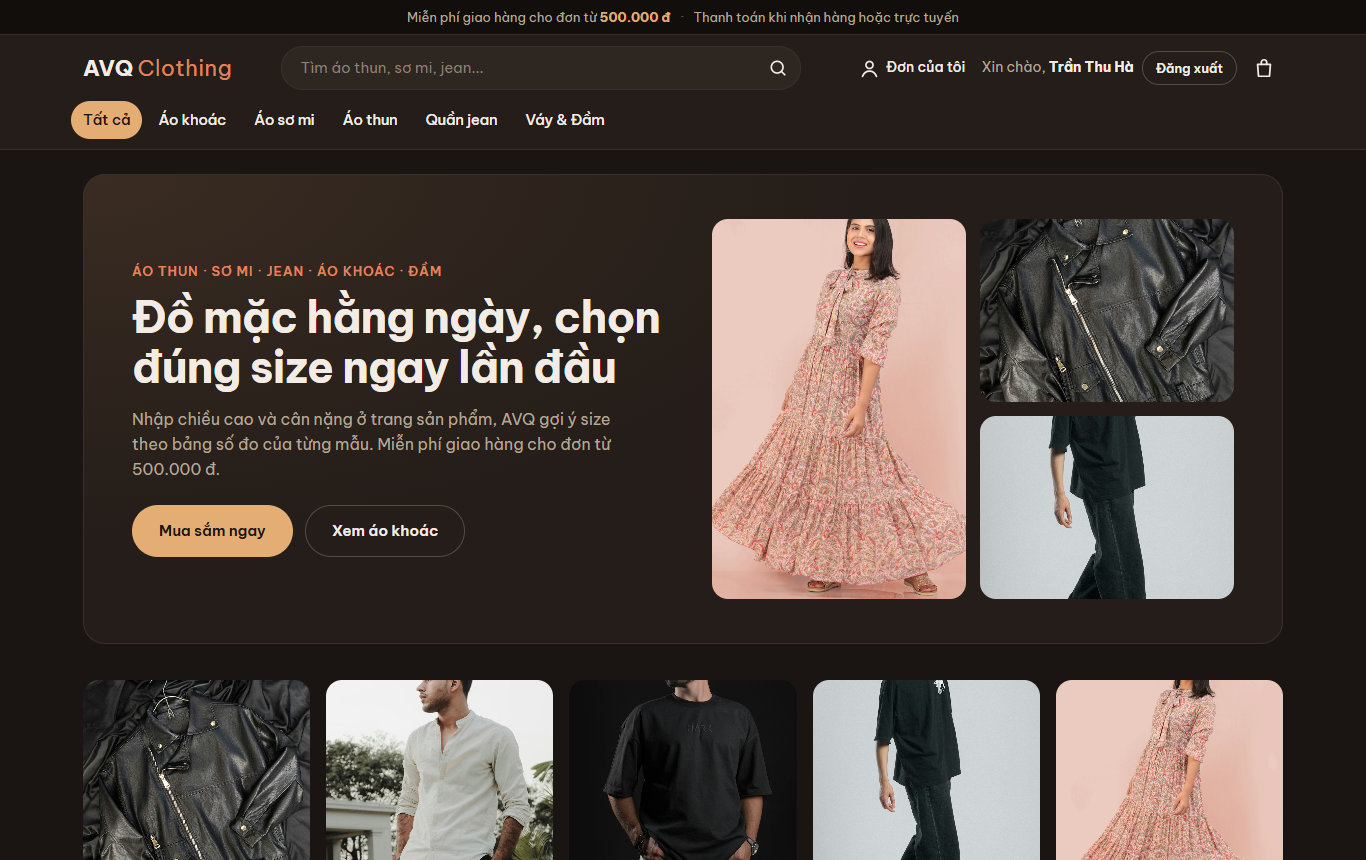 Miễn phí giao hàng cho đơn từ 500.000 đ · Thanh toán khi nhận hàng hoặc trực tuyến
AVQ Clothing
Tìm áo thun, sơ mi, jean...
Đơn của tôi
Xin chào, Trần Thu Hà
Đăng xuất
Tất cả
Áo khoác
Áo sơ mi
Áo thun
Quần jean
Váy & Đầm
ÁO THUN · SƠ MI · JEAN · ÁO KHOÁC · ĐẦM
Đồ mặc hằng ngày, chọn
đúng size ngay lần đầu
Nhập chiều cao và cân nặng ở trang sản phẩm, AVQ gợi ý size
theo bảng số đo của từng mẫu. Miễn phí giao hàng cho đơn từ
500.000 đ.
Mua sắm ngay
Xem áo khoác